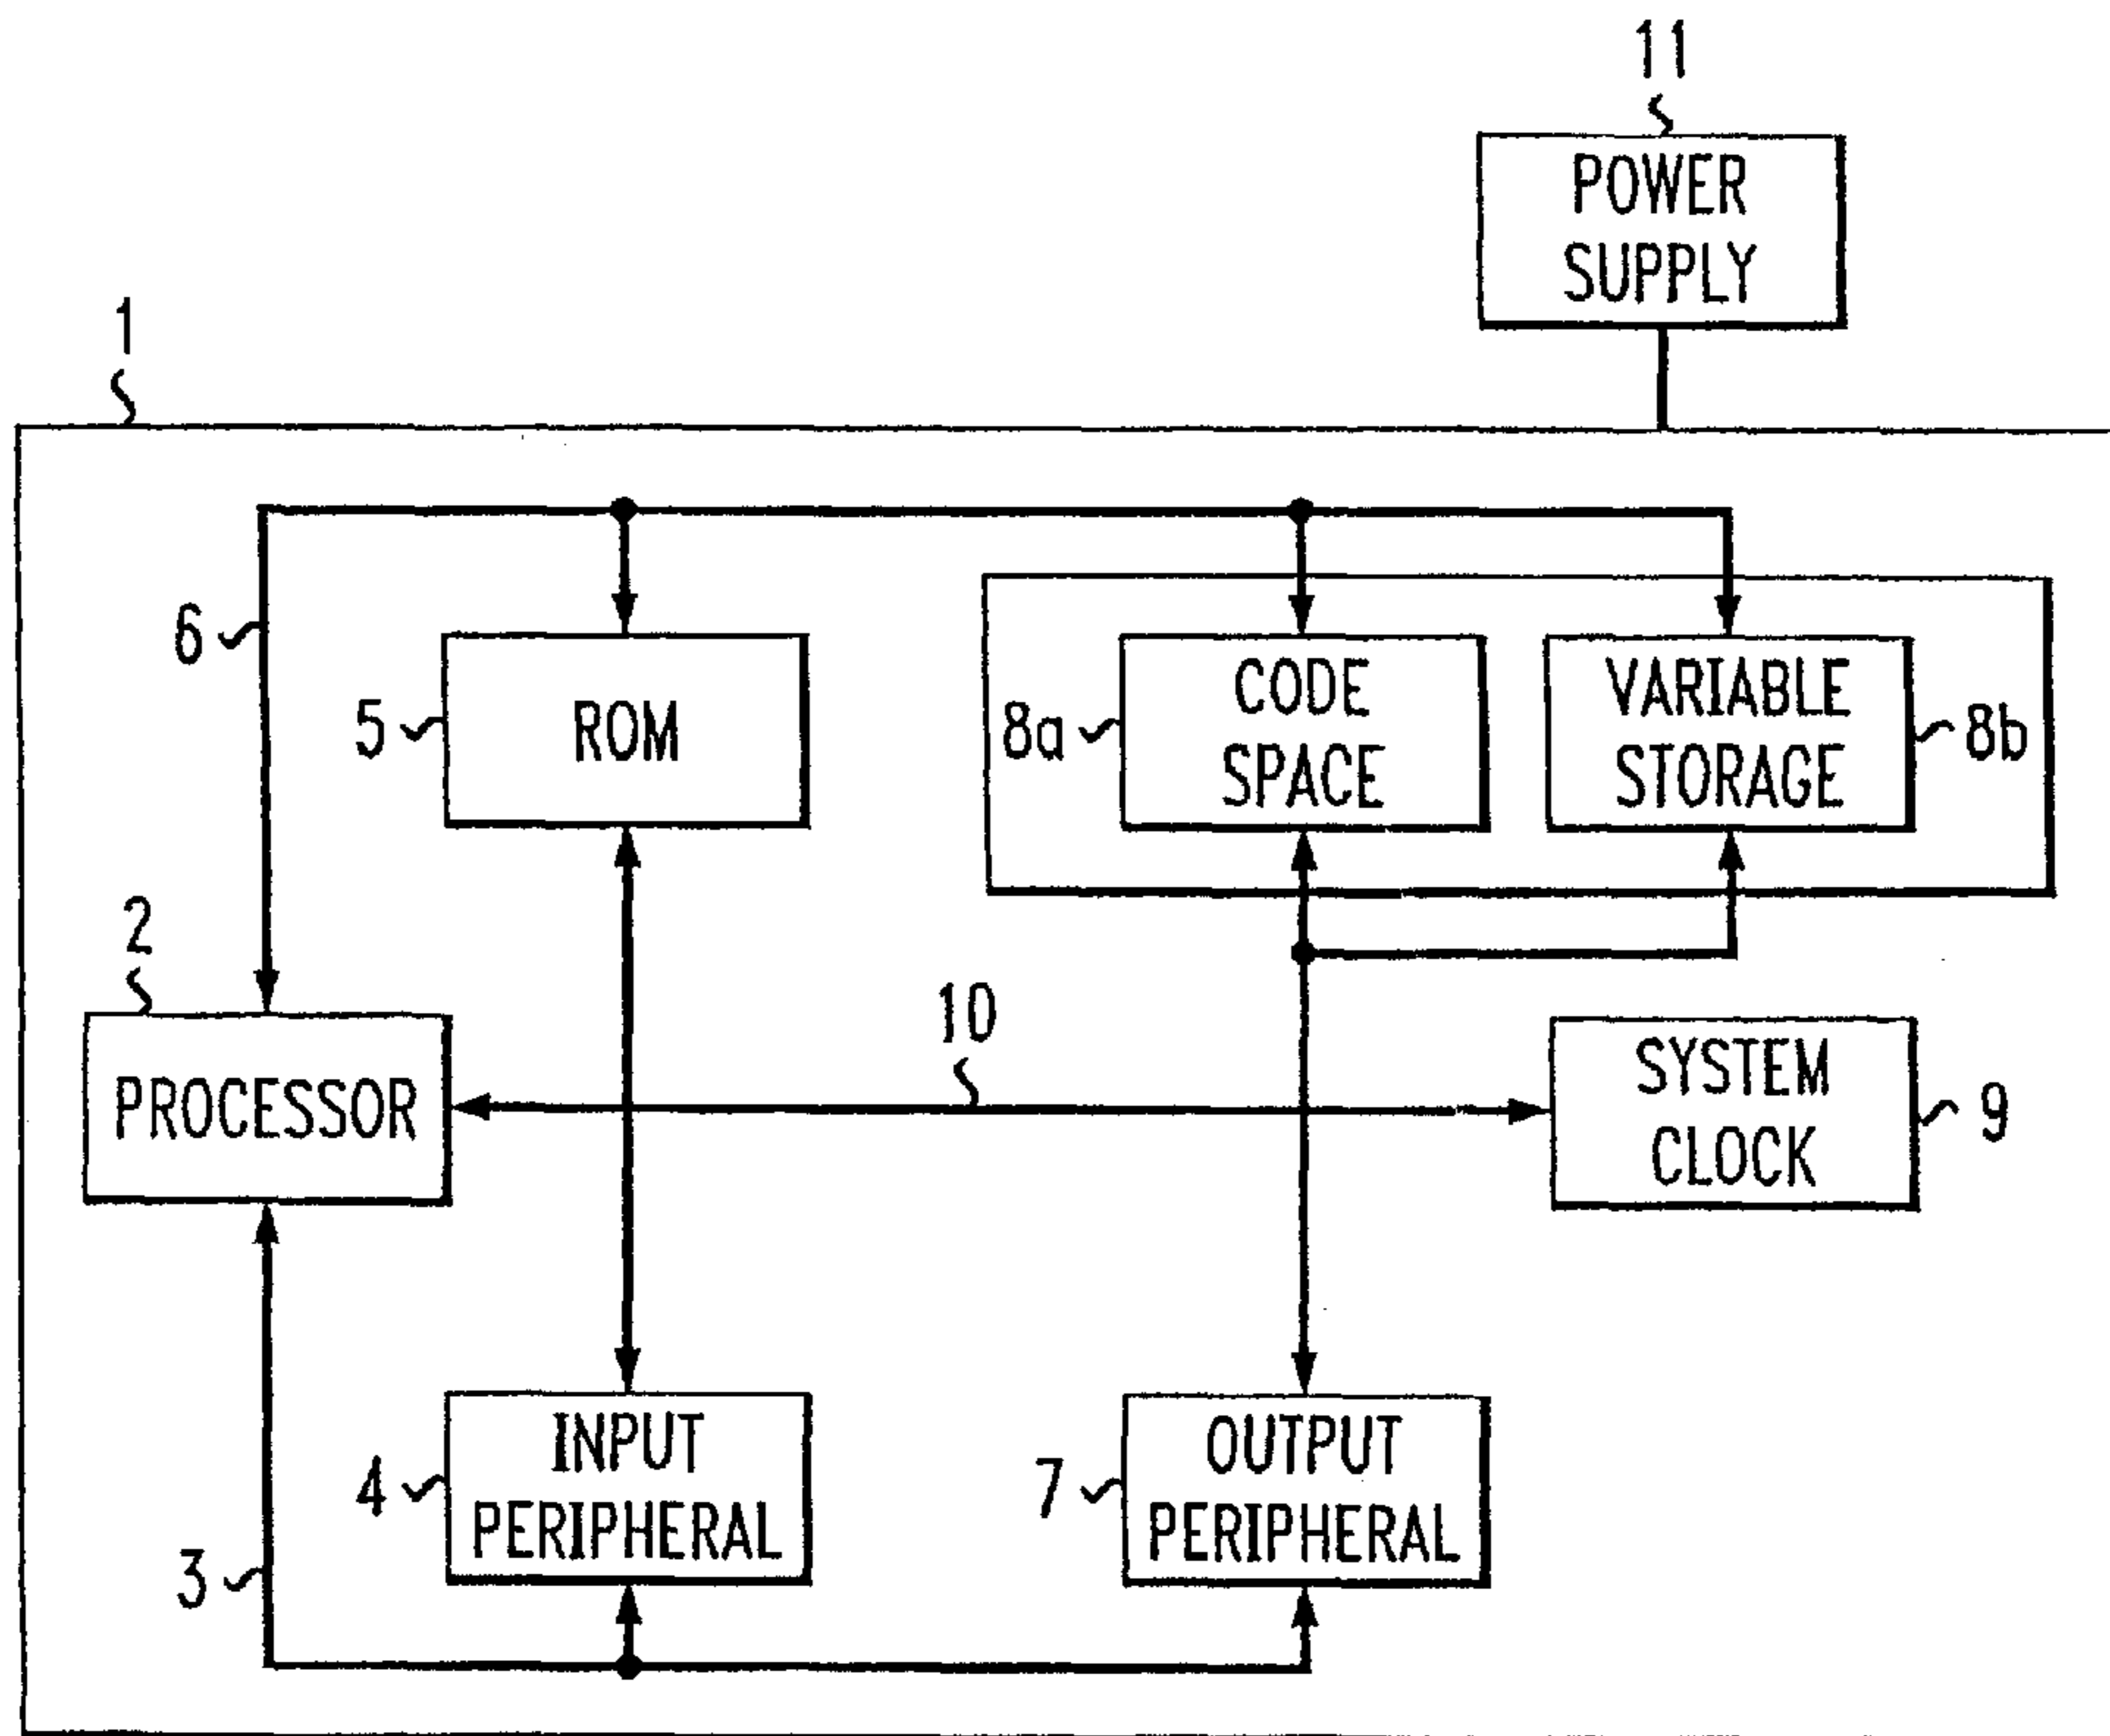 11
POWER
SUPPLY
1
6
5
ROM
8a
CODE
SPACE
VARIABLE
STORAGE
8b
2
PROCESSOR
10
SYSTEM
CLOCK
9
4
INPUT
PERIPHERAL
7
OUTPUT
PERIPHERAL
3